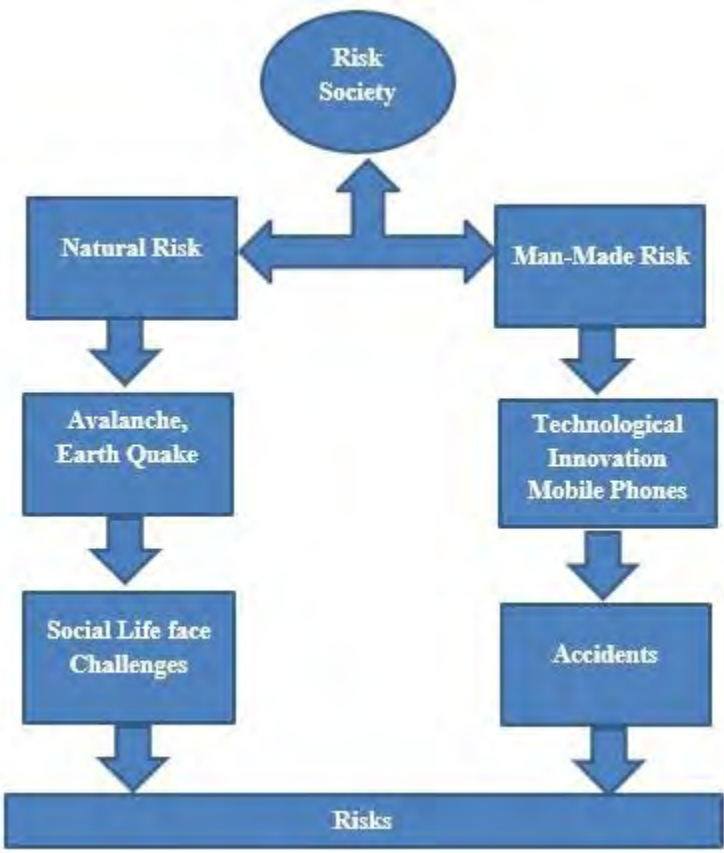 Risk
Society
Natural Risk
Man-Made Risk
Avalanche,
Earth Quake
Technological
Innovation
Mobile Phones
Social Life face
Challenges
Accidents
Risks